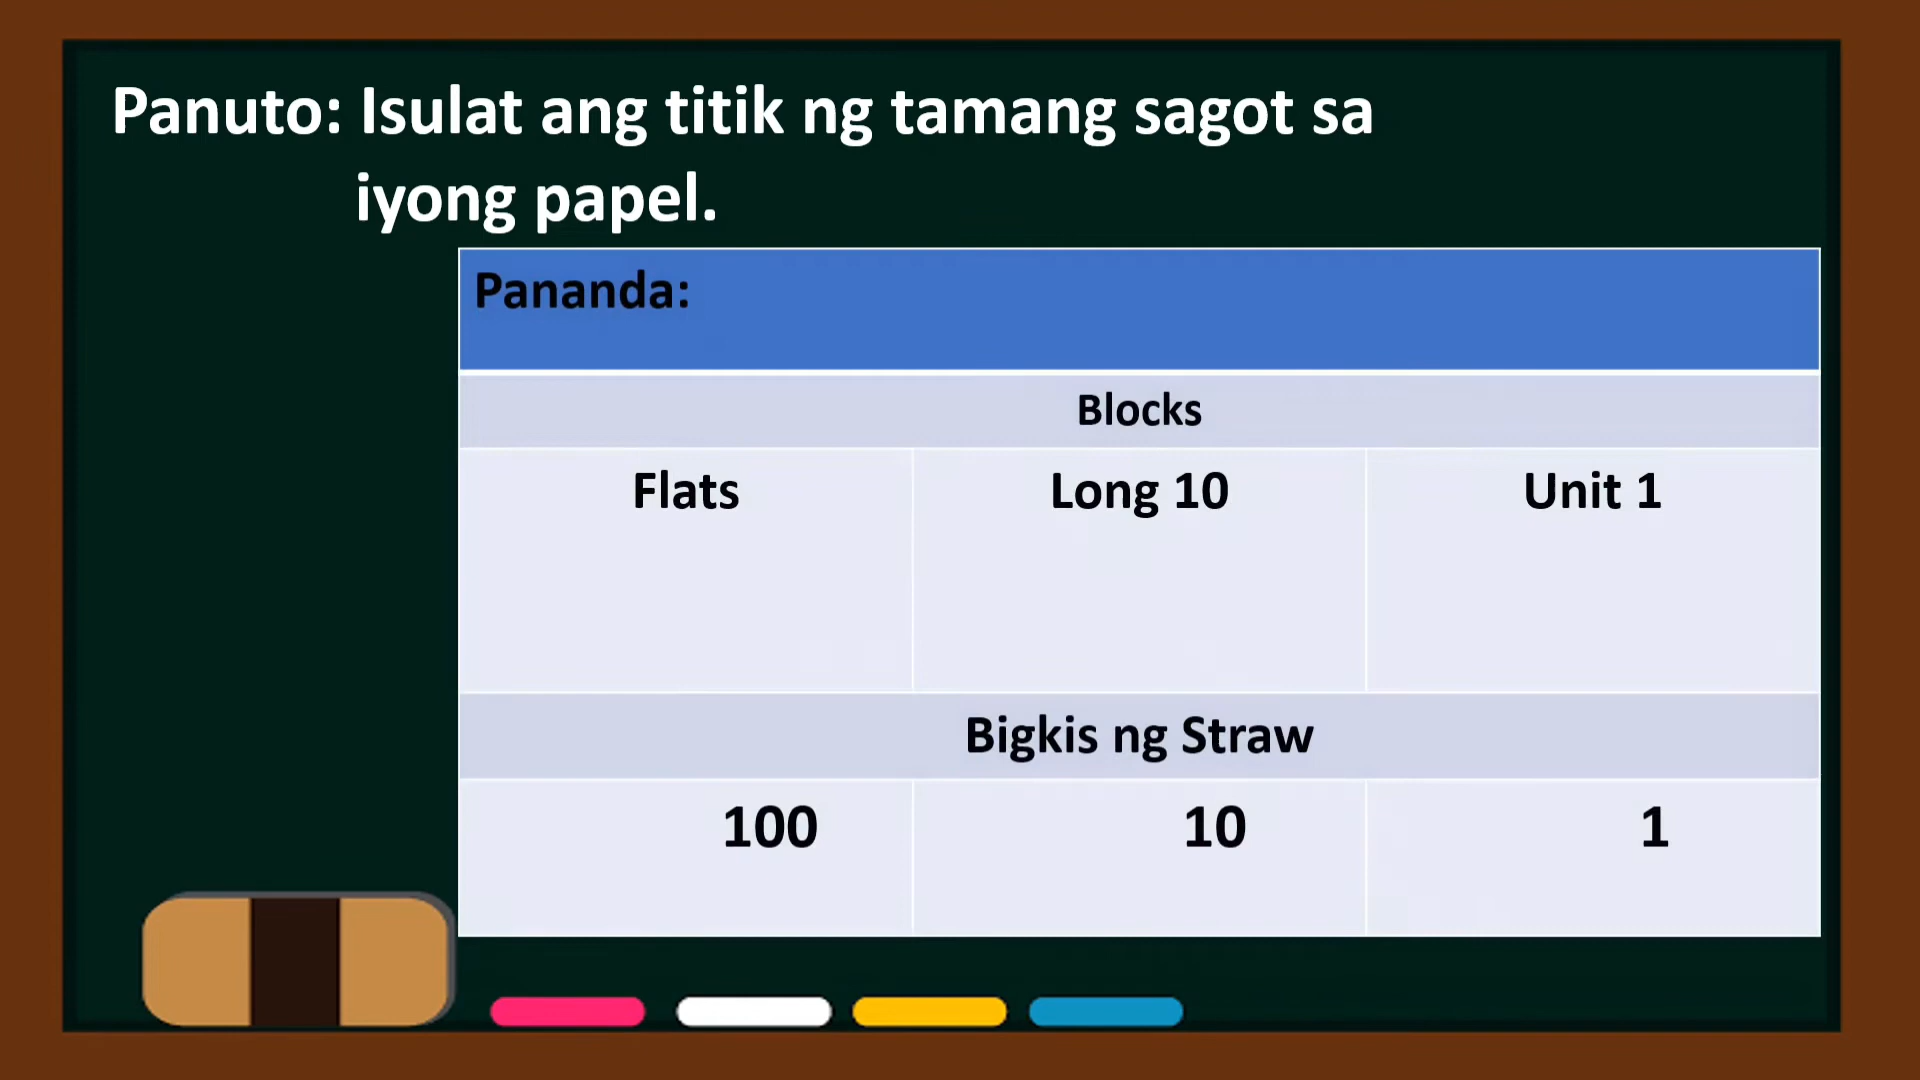 Panuto: Isulat ang titik ng tamang sagot sa
iyong papel.
Pananda:
Blocks
Flats
Long 10
Unit 1
Bigkis ng Straw
100
10
1